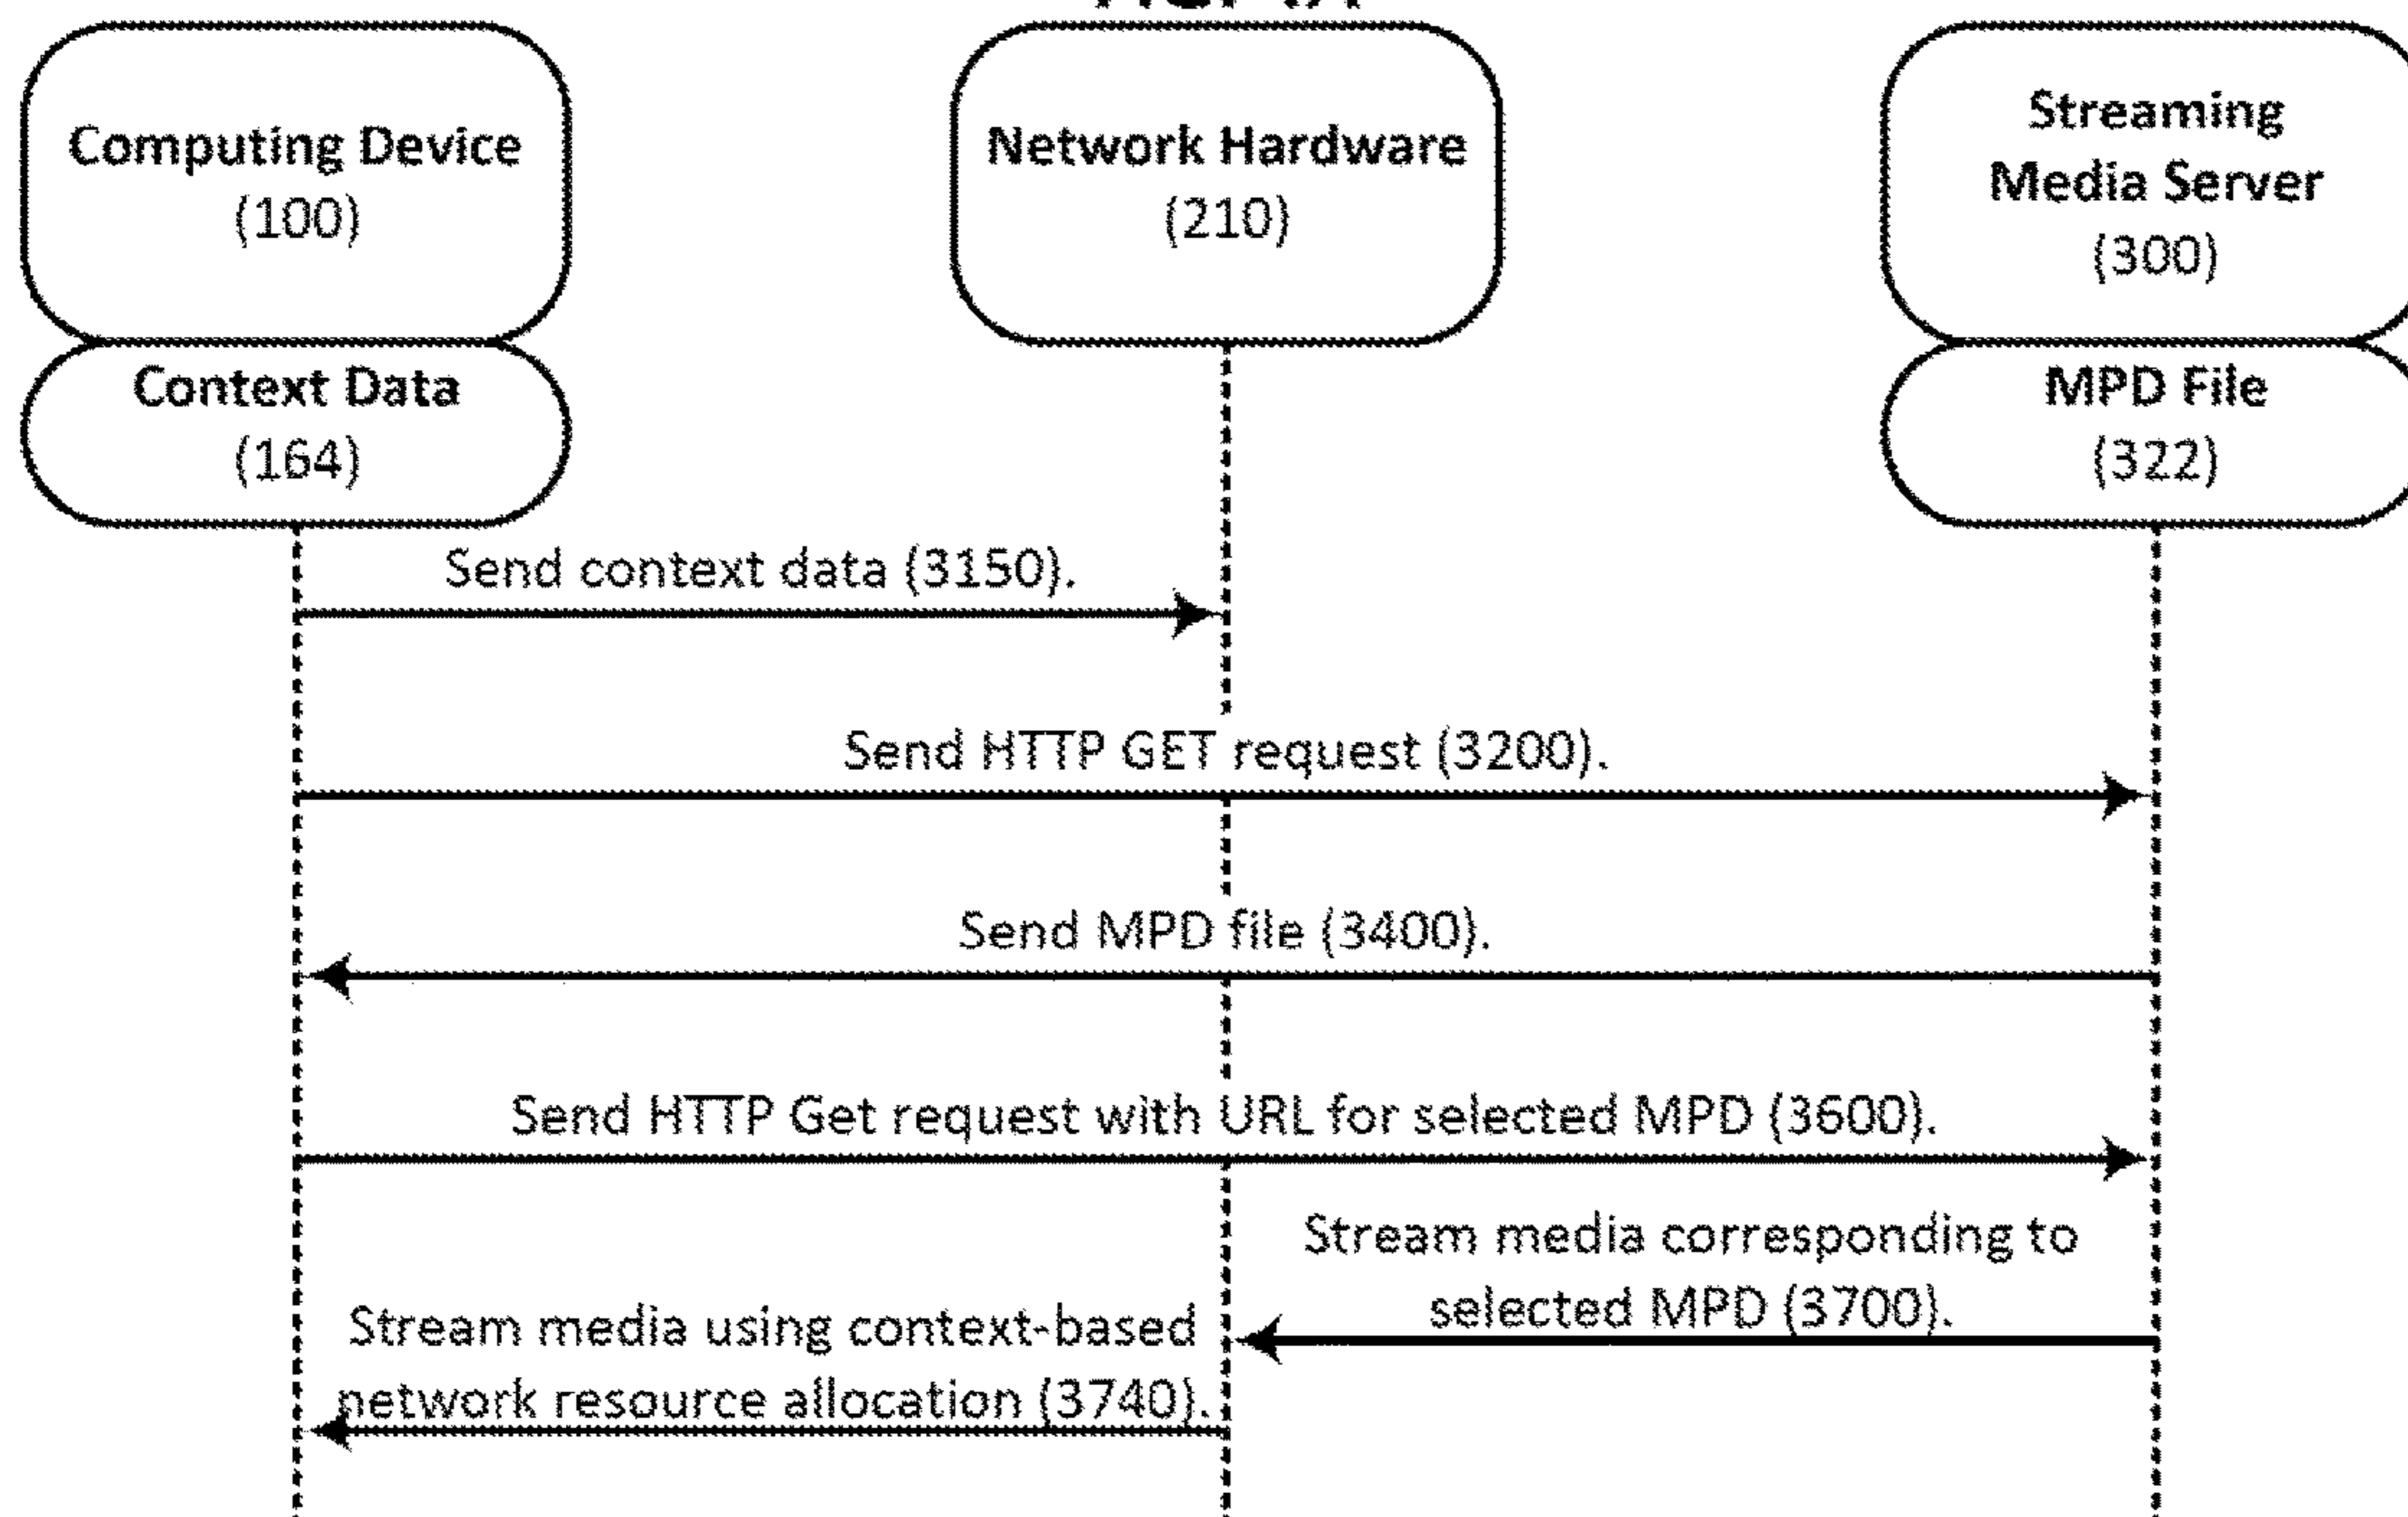 Computing Device
(100)
Network Hardware
(210)
Streaming
Media Server
(300)
Context Data
(164)
MPD File
(322)
Send context data (3150).
Send HTTP GET request (3200).
Send MPD file (3400).
Send HTTP Get request with URL for selected MPD (3600).
Stream media corresponding to
selected MPD (3700).
Stream media using context-based
network resource allocation (3740).